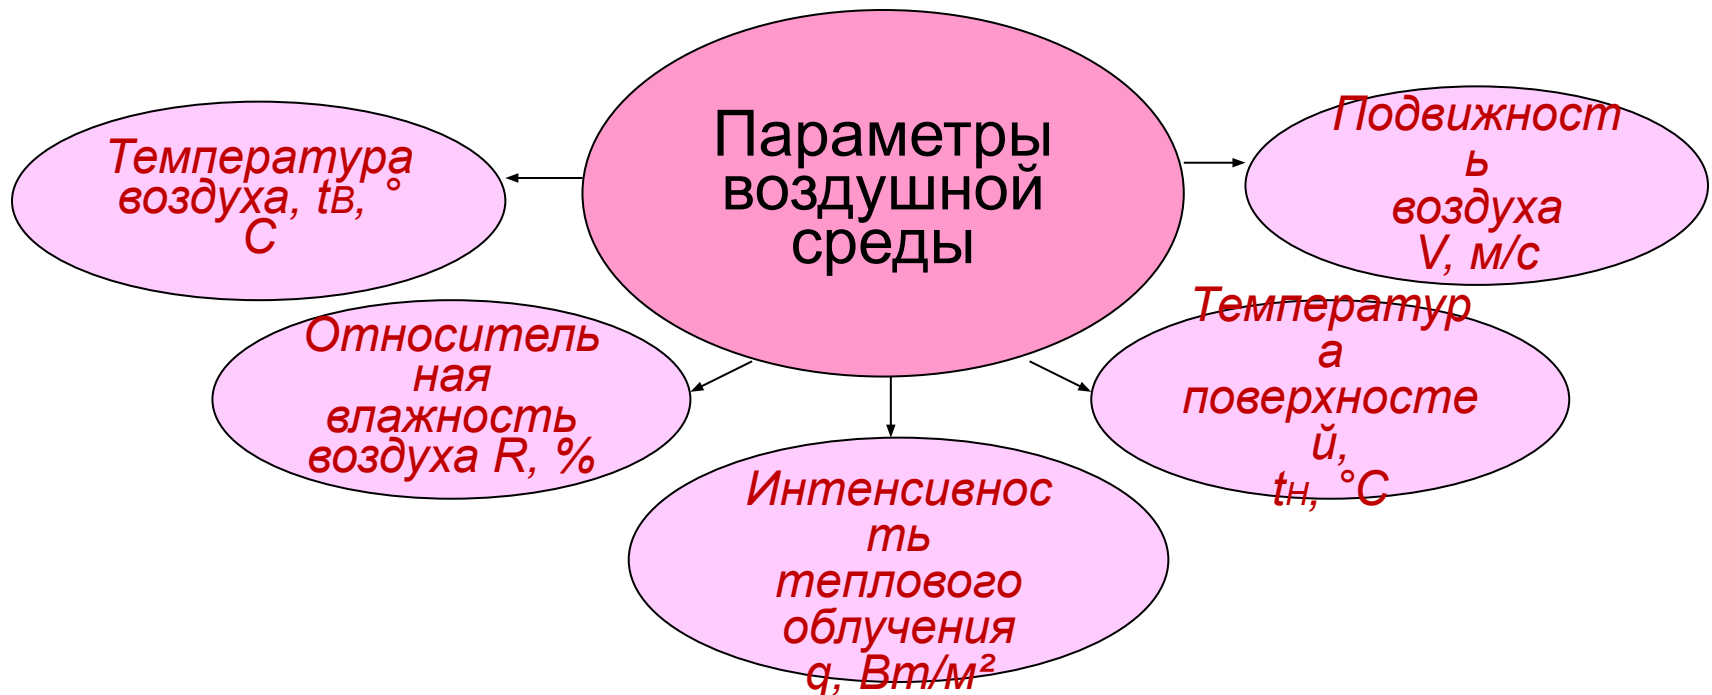 Параметры
воздушной
среды
Температура
воздуха, tв, °
С
Подвижност
ь
воздуха
V, м/с
Относитель
ная
влажность
воздуха R, %
Температур
а
поверхносте
й,
tн, °С
Интенсивнос
ть
теплового
облучения
q, Вт/м²